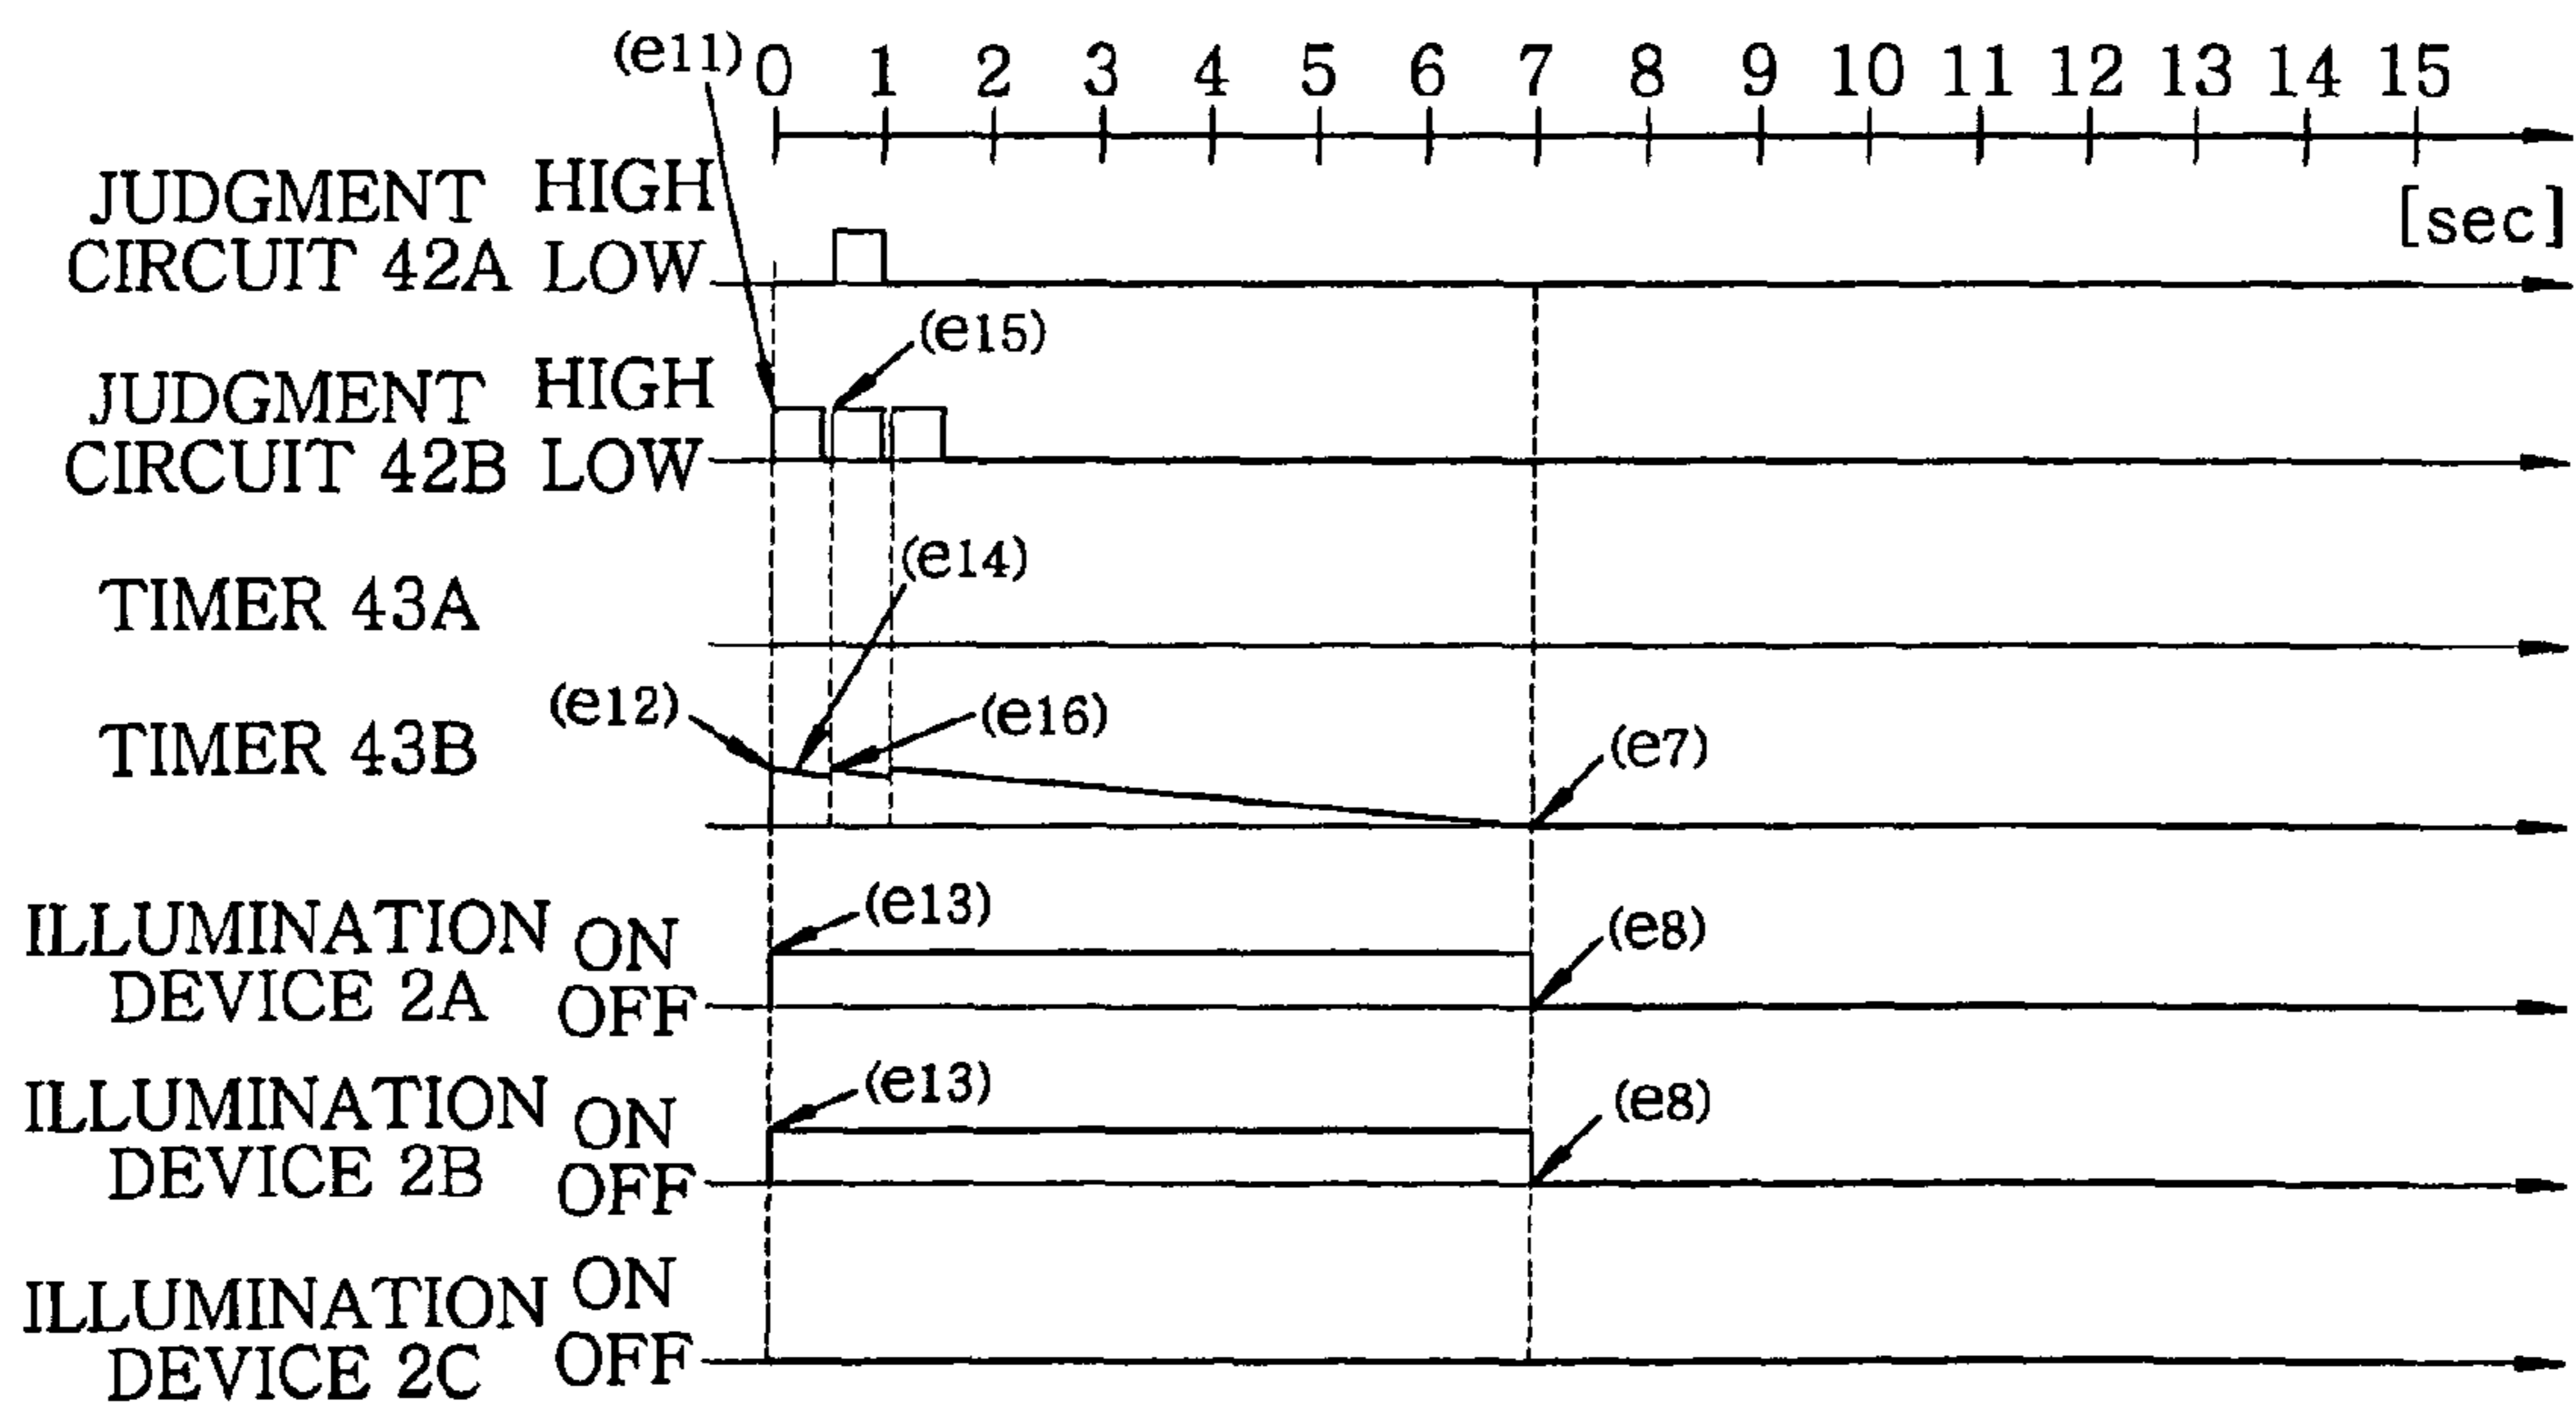 (e11) 0 1 2 3 4 5 6 7 8 9 10 11 12 13 14 15
[sec]
JUDGMENT HIGH
CIRCUIT 42A LOW
(e15)
JUDGMENT HIGH
CIRCUIT 42B LOW
(e14)
TIMER 43A
(e12) (e16)
TIMER 43B (e7)
(e13) (e8)
ILLUMINATION ON
DEVICE 2A OFF
(e13) (e8)
ILLUMINATION ON
DEVICE 2B OFF
ILLUMINATION ON
DEVICE 2C OFF